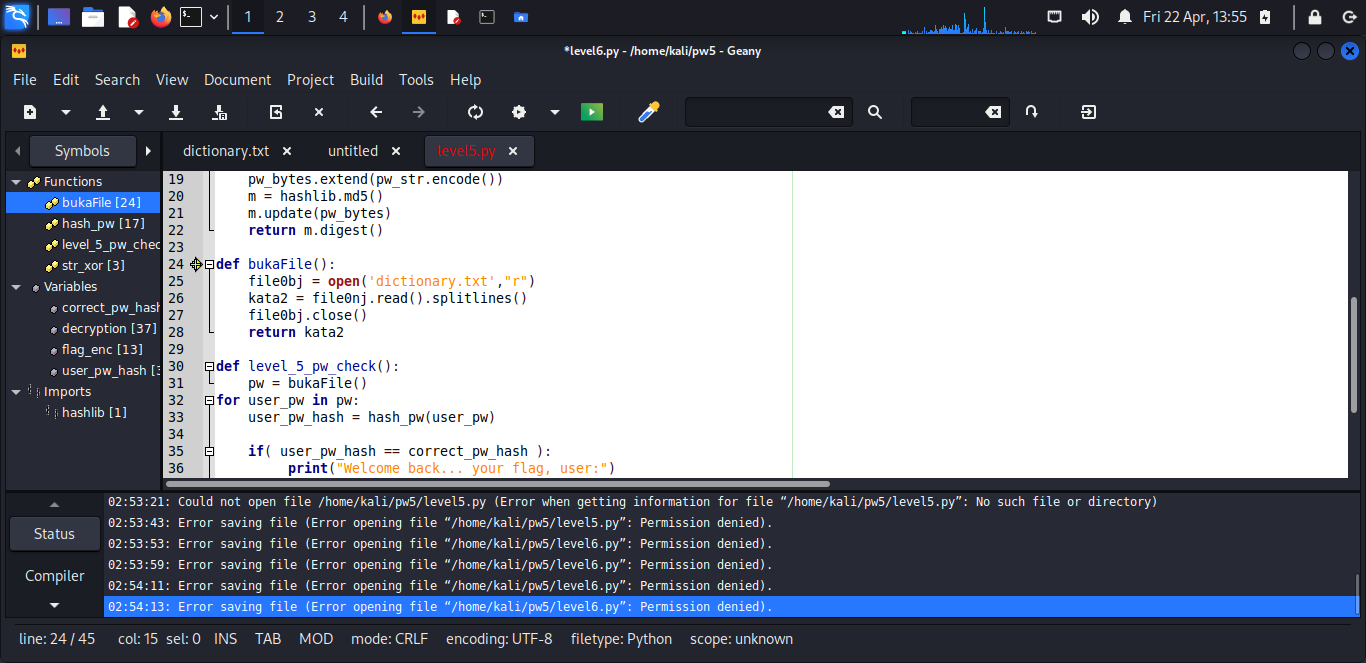 1 2 3 4
Fri 22 Apr, 13:55
*level6.py - /home/kali/pw5 - Geany
File Edit Search View Document Project Build Tools Help
Symbols
dictionary.txt × untitled × level5.py ×
Functions
bukaFile [24]
hash_pw [17]
level_5_pw_chec
str_xor [3]
Variables
correct_pw_hash
decryption [37]
flag_enc [13]
user_pw_hash [3
Imports
hashlib [1]
19 pw_bytes.extend(pw_str.encode())
20 m = hashlib.md5()
21 m.update(pw_bytes)
22 return m.digest()
23
24 def bukaFile():
25 file0bj = open('dictionary.txt',"r")
26 kata2 = file0nj.read().splitlines()
27 file0bj.close()
28 return kata2
29
30 def level_5_pw_check():
31 pw = bukaFile()
32 for user_pw in pw:
33 user_pw_hash = hash_pw(user_pw)
34
35 if( user_pw_hash == correct_pw_hash ):
36 print("Welcome back... your flag, user:")
Status
Compiler
02:53:21: Could not open file /home/kali/pw5/level5.py (Error when getting information for file “/home/kali/pw5/level5.py”: No such file or directory)
02:53:43: Error saving file (Error opening file “/home/kali/pw5/level5.py”: Permission denied).
02:53:53: Error saving file (Error opening file “/home/kali/pw5/level6.py”: Permission denied).
02:53:59: Error saving file (Error opening file “/home/kali/pw5/level6.py”: Permission denied).
02:54:11: Error saving file (Error opening file “/home/kali/pw5/level6.py”: Permission denied).
02:54:13: Error saving file (Error opening file “/home/kali/pw5/level6.py”: Permission denied).
line: 24 / 45 col: 15 sel: 0 INS TAB MOD mode: CRLF encoding: UTF-8 filetype: Python scope: unknown